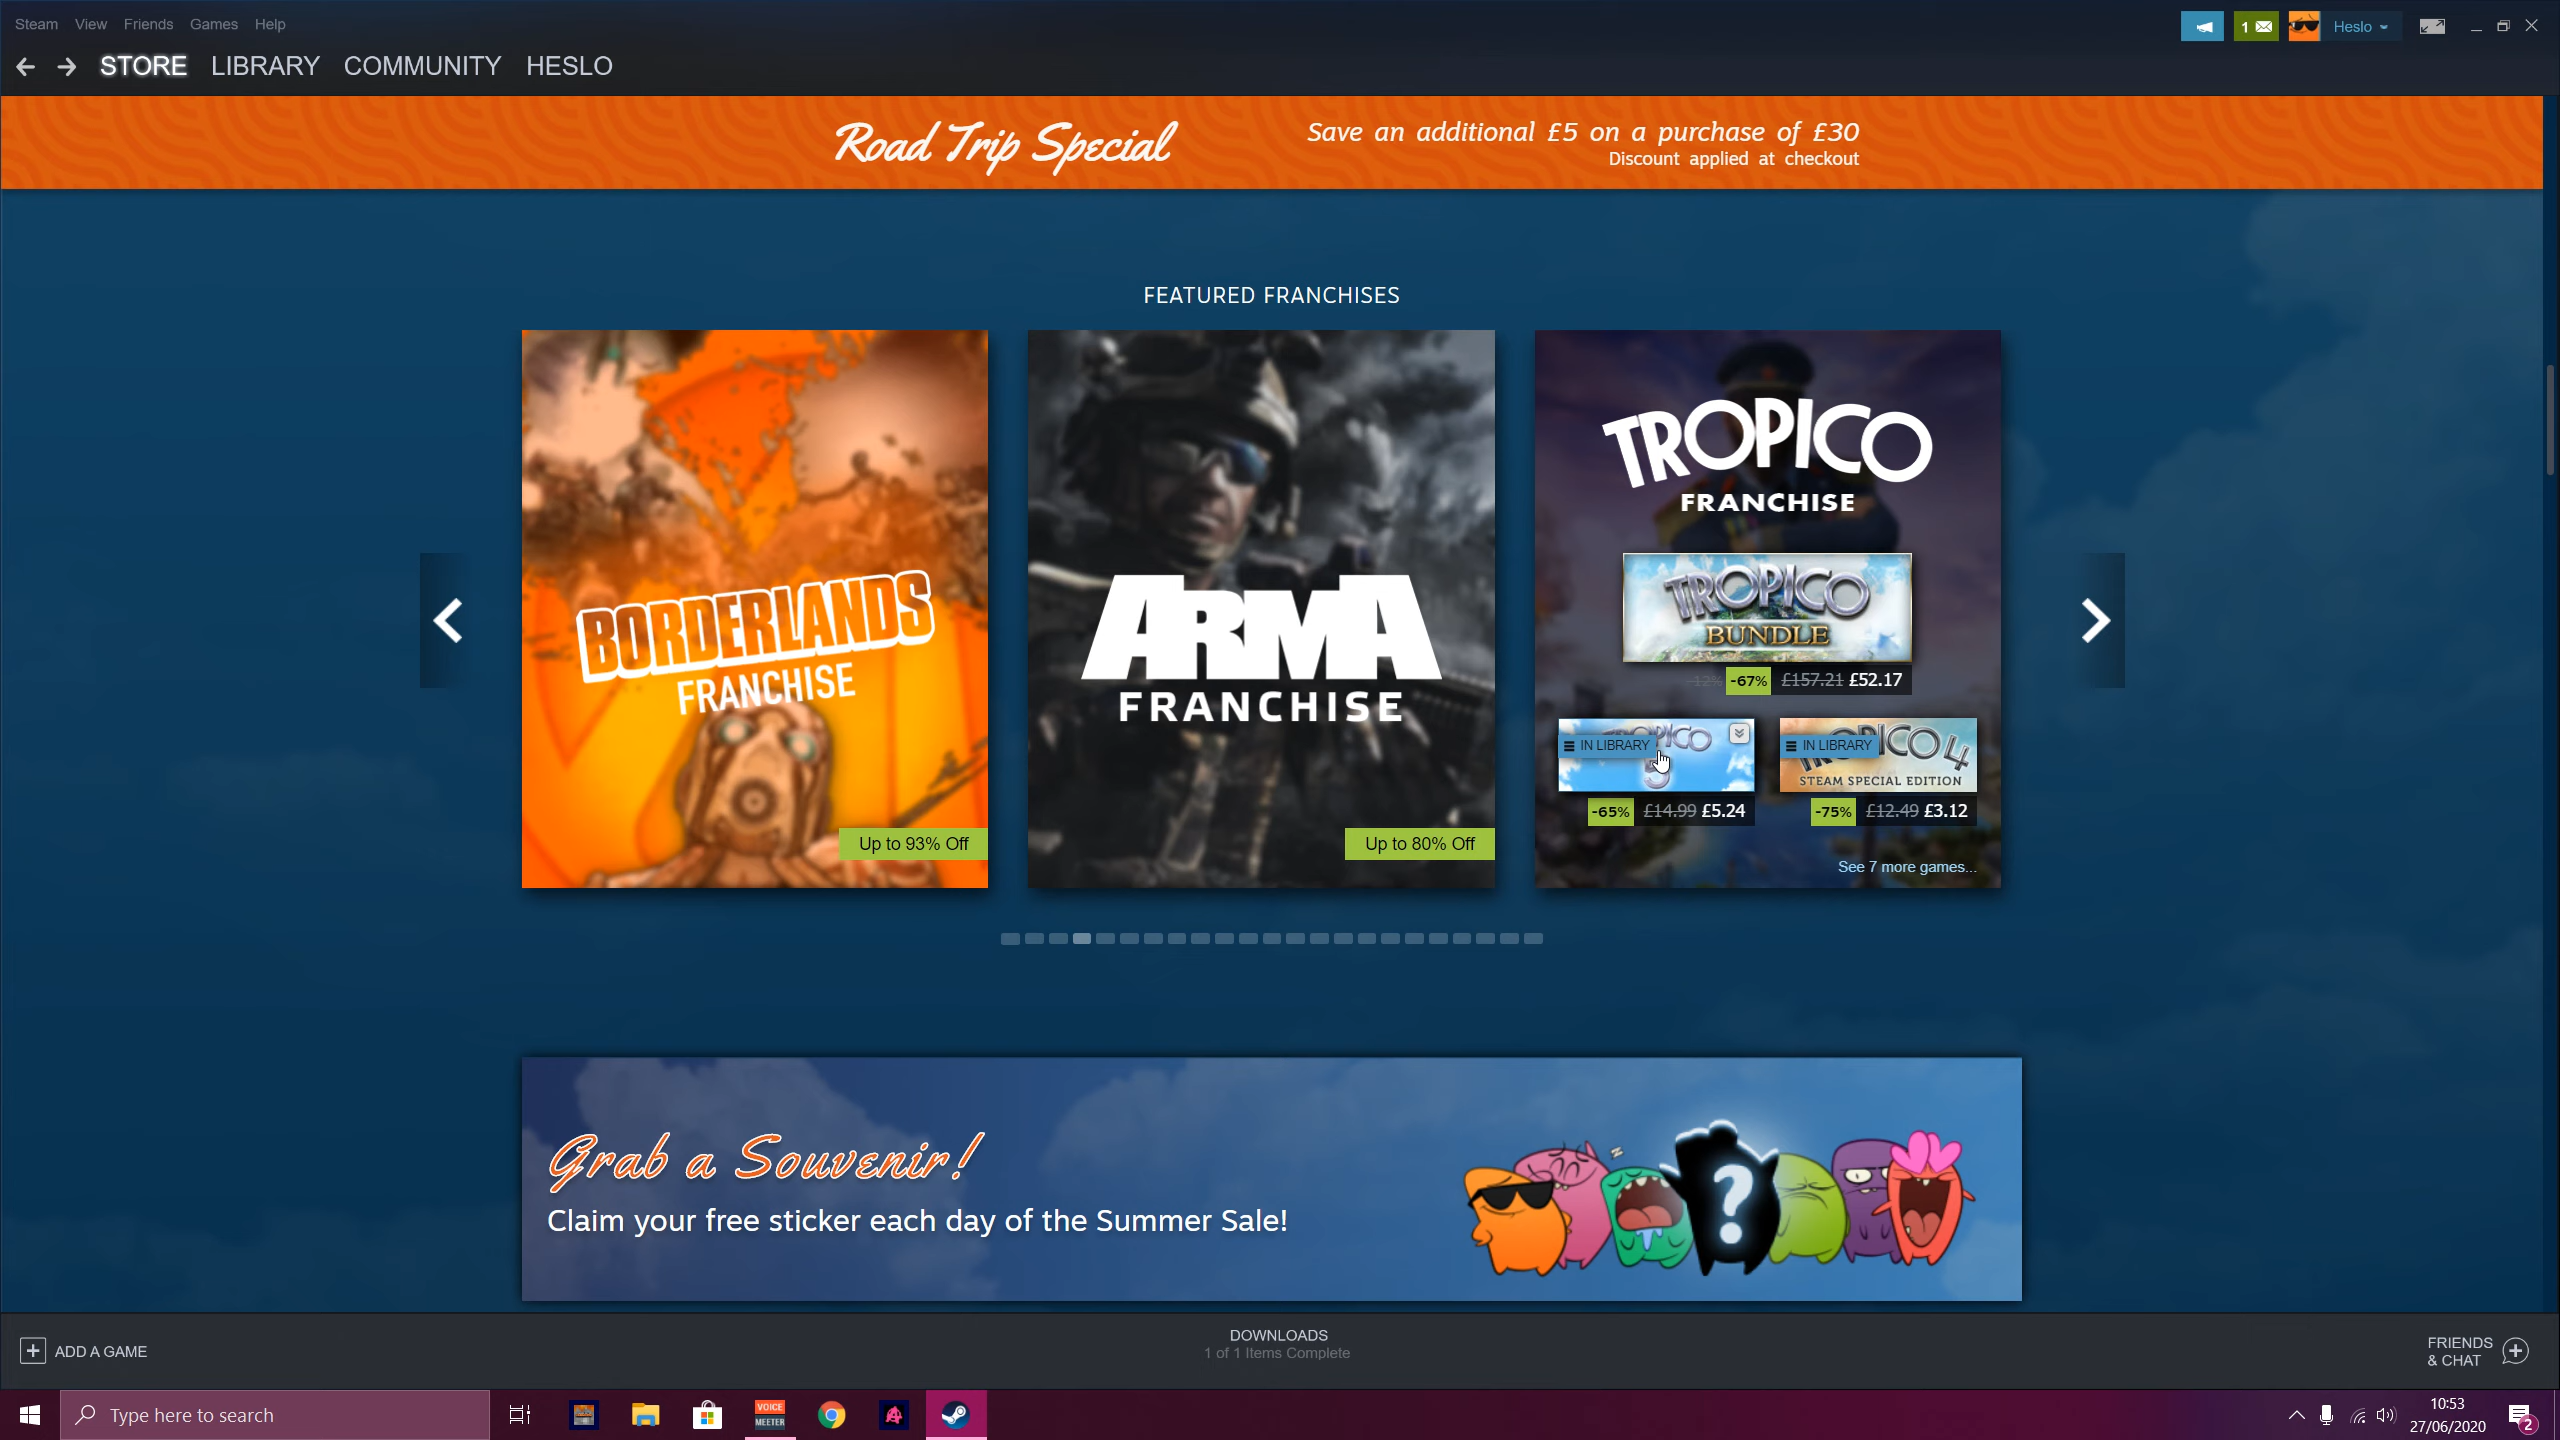 Steam View Friends Games Help
1
Heslo
STORE LIBRARY COMMUNITY HESLO
Road Trip Special
Save an additional £5 on a purchase of £30
Discount applied at checkout
FEATURED FRANCHISES
BORDERLANDS
FRANCHISE
Up to 93% Off
ARMA
FRANCHISE
Up to 80% Off
TROPICO
FRANCHISE
TROPICO
BUNDLE
-12% -67% £157.21 £52.17
IN LIBRARY
5
-65% £14.99 £5.24
IN LIBRARY
4
STEAM SPECIAL EDITION
-75% £12.49 £3.12
See 7 more games...
Grab a Souvenir!
Claim your free sticker each day of the Summer Sale!
z
?
ADD A GAME
DOWNLOADS
1 of 1 Items Complete
FRIENDS
& CHAT
Type here to search
VOICE
MEETER
10:53
27/06/2020
2